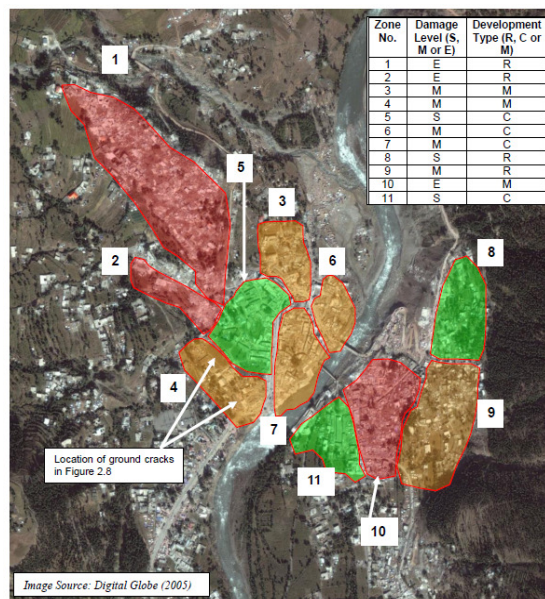 Zone No. Damage Level (S, M or E) Development Type (R, C or M)
1 E R
2 E R
3 M M
4 M M
5 S C
6 M C
7 M C
8 S R
9 M R
10 E M
11 S C
1
5
3
2
6
8
4
9
7
Location of ground cracks
in Figure 2.8
11
10
Image Source: Digital Globe (2005)